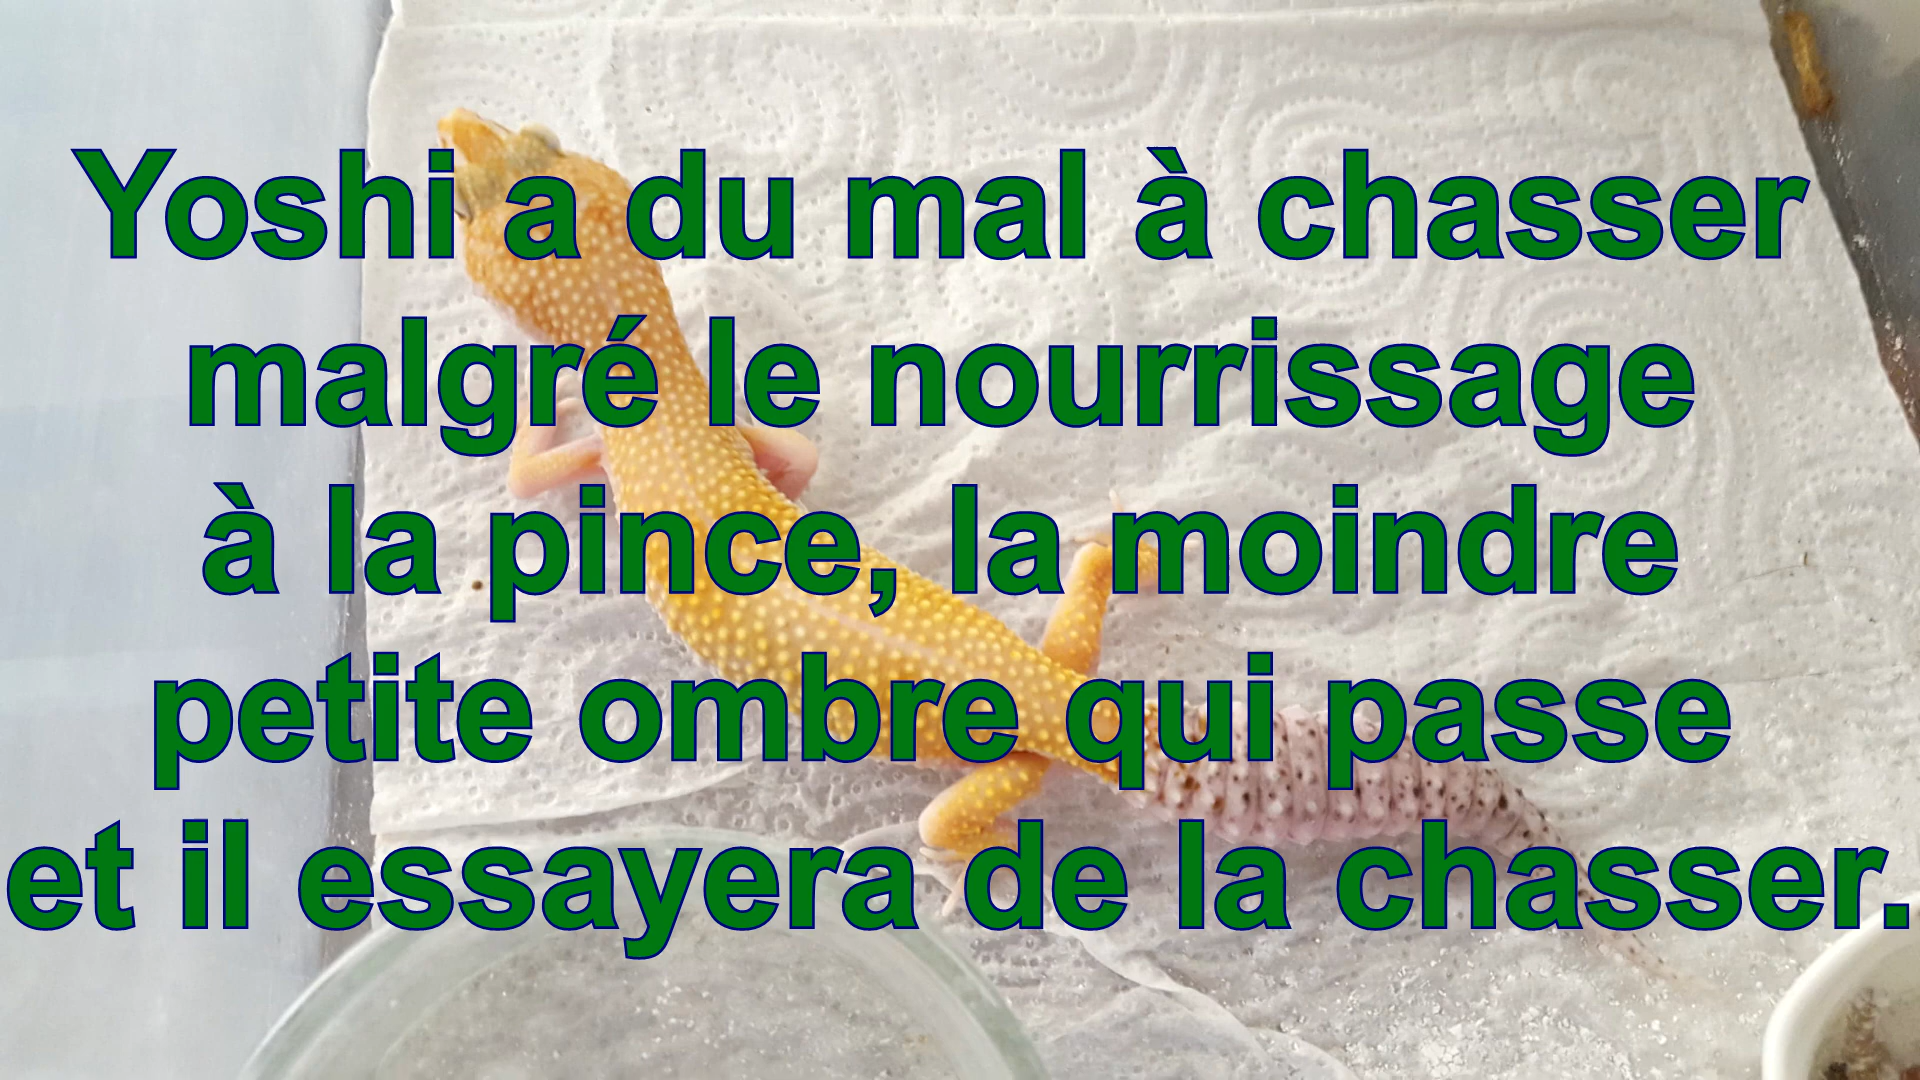 Yoshi a du mal à chasser
malgré le nourrissage
à la pince, la moindre
petite ombre qui passe
et il essayera de la chasser.